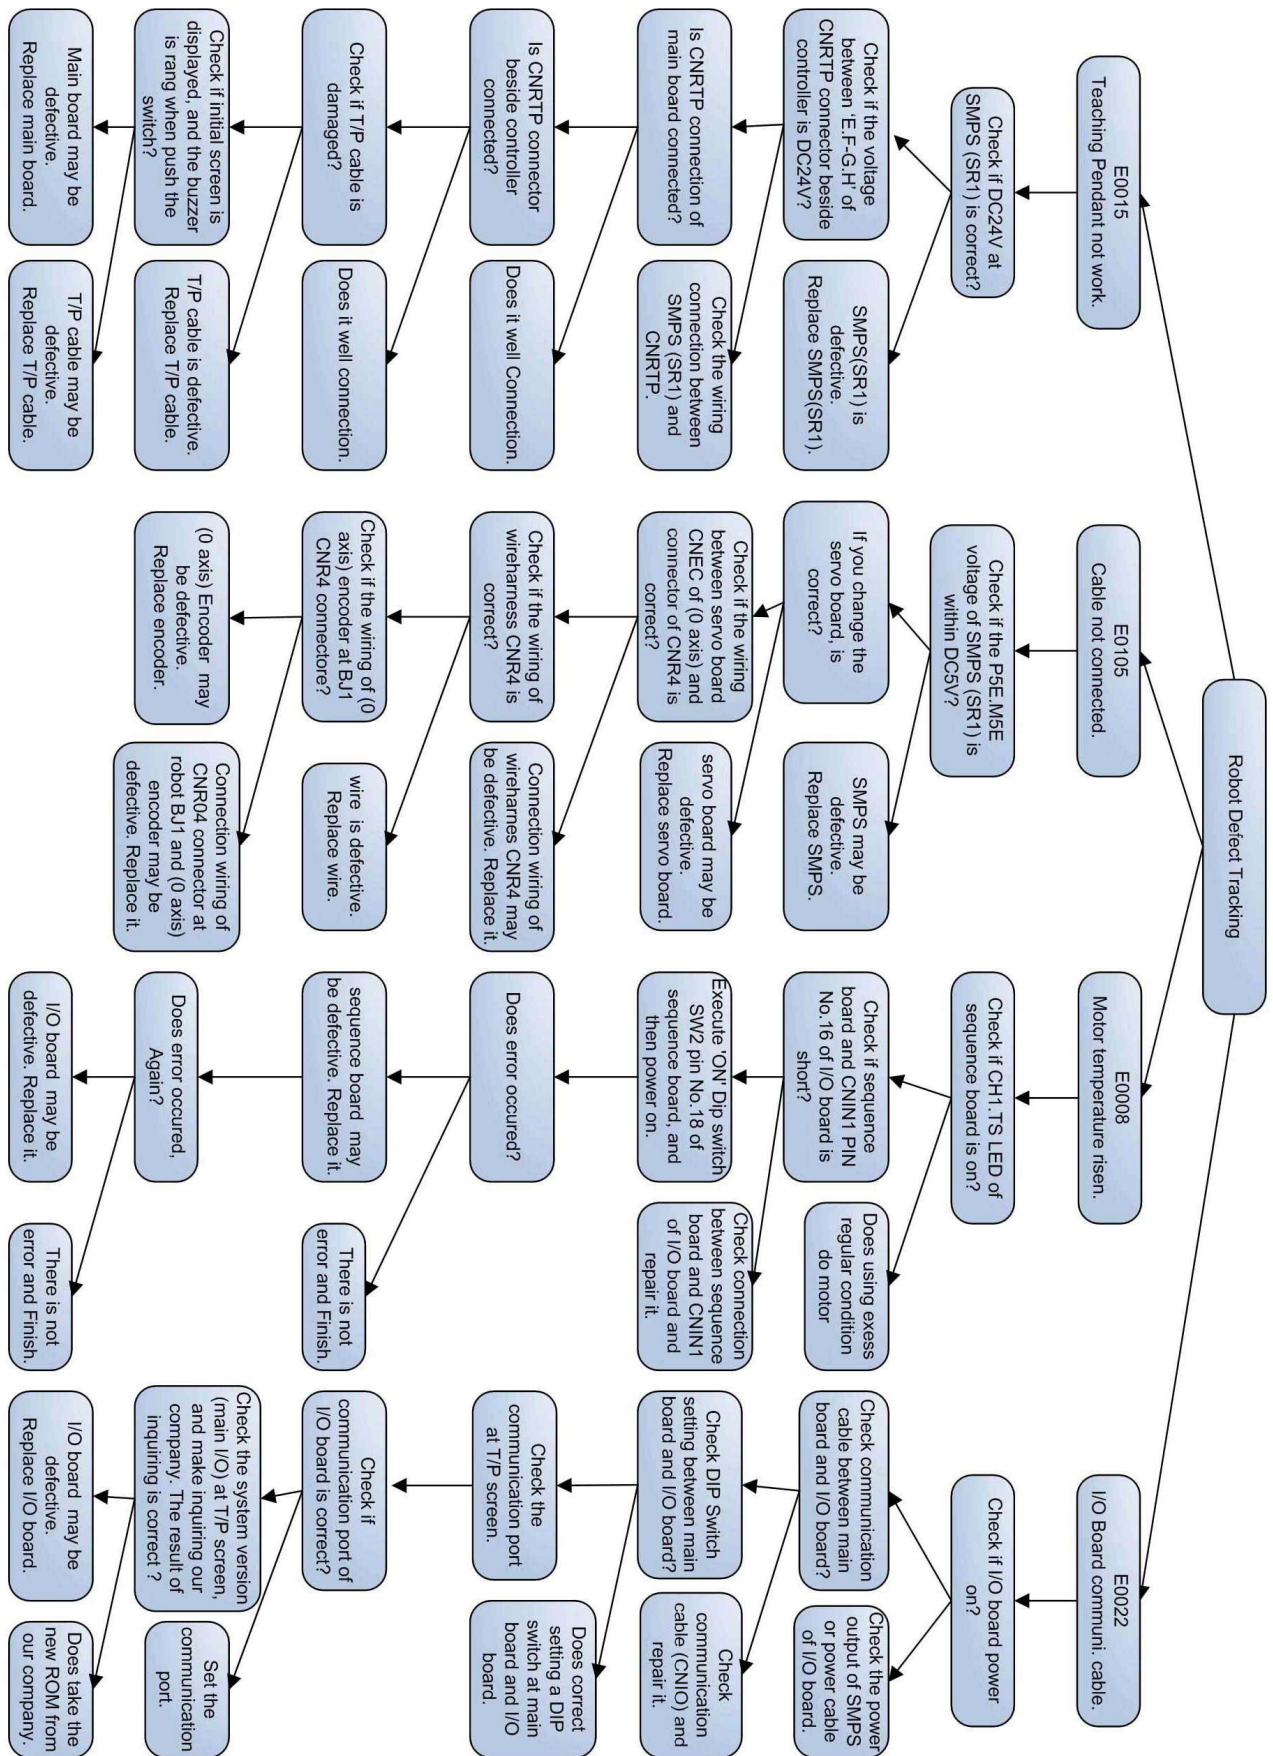 Robot Defect Tracking
E0015
Teaching Pendant not work.
Check if DC24V at
SMPS (SR1) is correct?
Check if the voltage
between 'E.F-G.H' of
CNRTP connector beside
controller is DC24V?
SMPS(SR1) is
defective.
Replace SMPS(SR1).
Is CNRTP connection of
main board connected?
Check the wiring
connection between
SMPS (SR1) and
CNRTP.
Is CNRTP connector
beside controller
connected?
Does it well Connection.
Check if T/P cable is
damaged?
Does it well connection.
Check if initial screen is
displayed, and the buzzer
is rang when push the
switch?
T/P cable is defective.
Replace T/P cable.
Main board may be
defective.
Replace main board.
T/P cable may be
defective.
Replace T/P cable.
E0105
Cable not connected.
Check if the P5E.M5E
voltage of SMPS (SR1) is
within DC5V?
If you change the
servo board, is
correct?
SMPS may be
defective.
Replace SMPS.
Check if the wiring
between servo board
CNEC of (0 axis) and
connector of CNR4 is
correct?
servo board may be
defective.
Replace servo board.
Check if the wiring of
wireharness CNR4 is
correct?
Connection wiring of
wireharnes CNR4 may
be defective. Replace it.
Check if the wiring of (0
axis) encoder at BJ1
CNR4 connectore?
wire is defective.
Replace wire.
(0 axis) Encoder may
be defective.
Replace encoder.
Connection wiring of
CNR04 connector at
robot BJ1 and (0 axis)
encoder may be
defective. Replace it.
E0008
Motor temperature risen.
Check if CH1.TS LED of
sequence board is on?
Check if sequence
board and CNIN1 PIN
No.16 of I/O board is
short?
Does using exess
regular condition
do motor
Execute 'ON' Dip switch
SW2 pin No.18 of
sequence board, and
then power on.
Check connection
between sequence
board and CNIN1
of I/O board and
repair it.
Does error occured?
sequence board may
be defective. Replace it.
There is not
error and Finish.
Does error occured,
Again?
I/O board may be
defective. Replace it.
There is not
error and Finish.
E0022
I/O Board communi. cable.
Check if I/O board power
on?
Check communication
cable between main
board and I/O board?
Check the power
output of SMPS
or power cable
of I/O board.
Check DIP Switch
setting between main
board and I/O board?
Check
communication
cable (CNIO) and
repair it.
Check the
communication port
at T/P screen.
Does correct
setting a DIP
switch at main
board and I/O
board.
Check if
communication port of
I/O board is correct?
Check the system version
(main I/O) at T/P screen,
and make inquiring our
company. The result of
inquiring is correct ?
Set the
communication
port.
I/O board may be
defective.
Replace I/O board.
Does take the
new ROM from
our company.